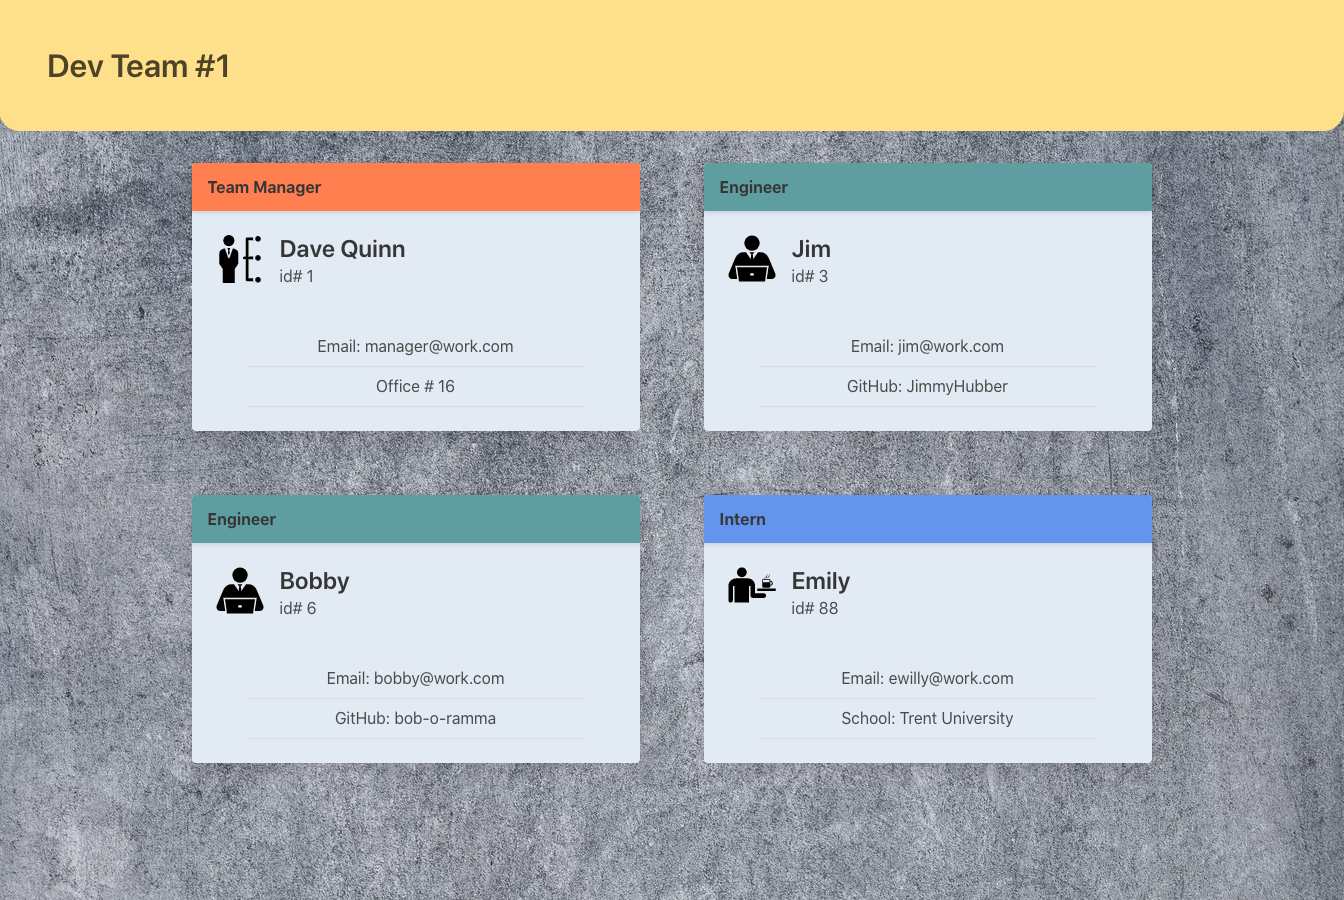 Dev Team #1
Team Manager
Dave Quinn
id# 1
Email: manager@work.com
Office # 16
Engineer
Jim
id# 3
Email: jim@work.com
GitHub: JimmyHubber
Engineer
Bobby
id# 6
Email: bobby@work.com
GitHub: bob-o-ramma
Intern
Emily
id# 88
Email: ewilly@work.com
School: Trent University